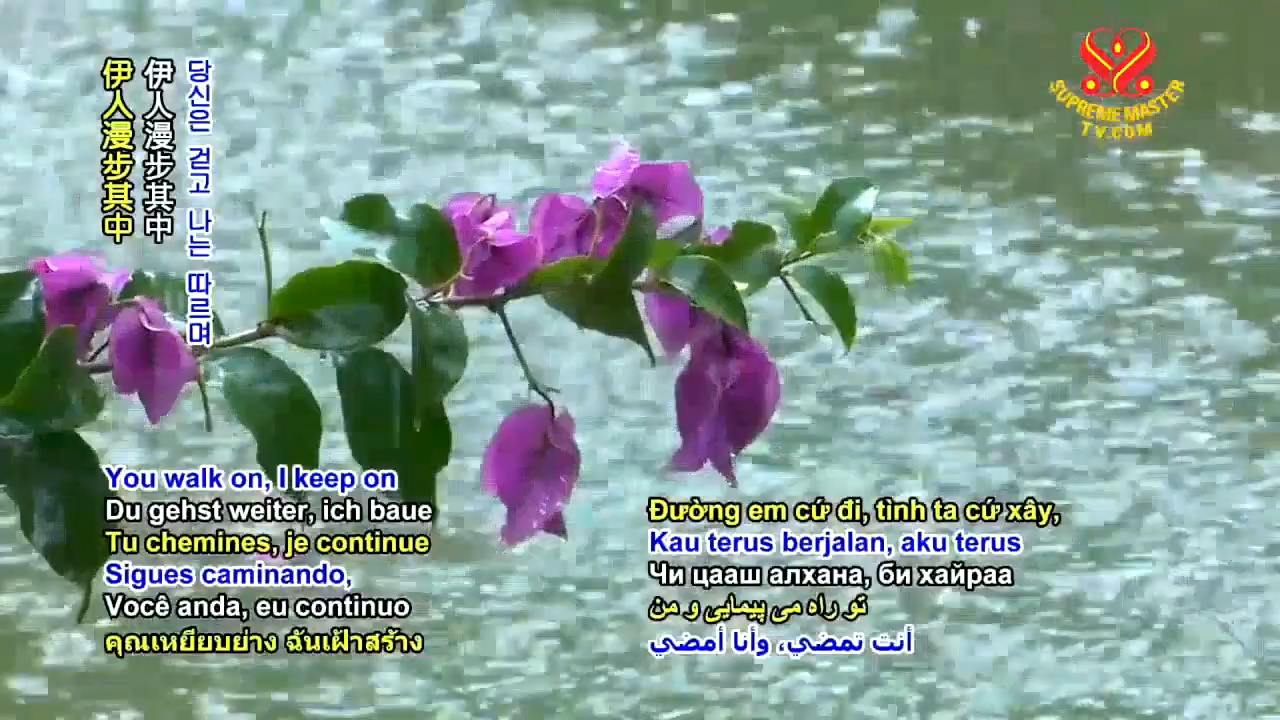 伊人漫步其中
伊人漫步其中
당신은 걷고 나는 따르며
SUPREME MASTER
TV.COM
You walk on, I keep on
Du gehst weiter, ich baue
Tu chemines, je continue
Sigues caminando,
Você anda, eu continuo
คุณเหยียบย่าง ฉันเฝ้าสร้าง
Đường em cứ đi, tình ta cứ xây,
Kau terus berjalan, aku terus
Чи цааш алхана, би хайраа
تو راه می پیمایی و من
أنت تمضي، وأنا أمضي